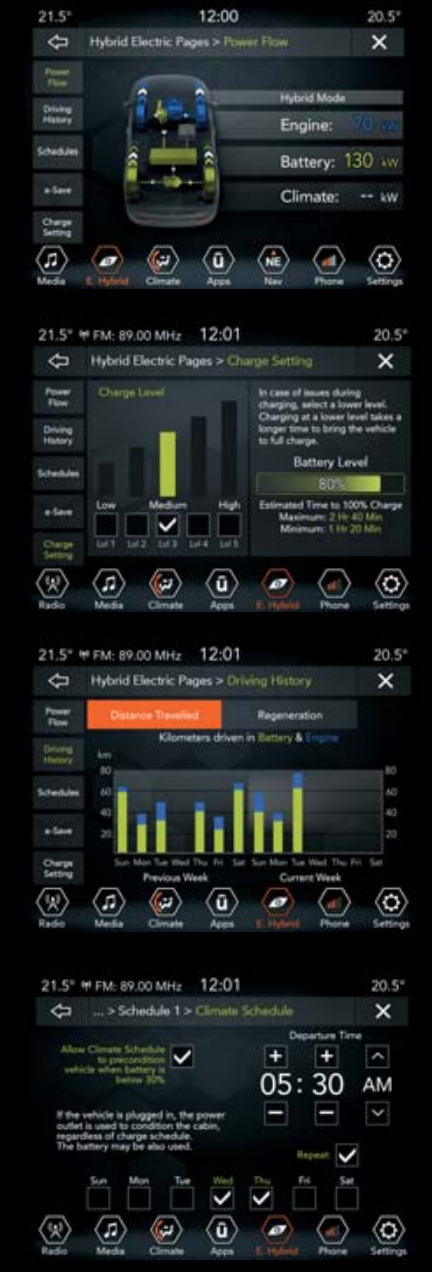 21.5° 12:00 20.5°
Hybrid Electric Pages > Power Flow
Power
Flow
Driving
History
Schedules
e-Save
Charge
Setting
Hybrid Mode
Engine: 70 kW
Battery: 130 kW
Climate: -- kW
NE
Media E. Hybrid Climate Apps Nav Phone Settings
21.5° FM: 89.00 MHz 12:01 20.5°
Hybrid Electric Pages > Charge Setting
Power
Flow
Driving
History
Schedules
e-Save
Charge
Setting
Charge Level
Low Medium High
Lvl 1 Lvl 2 Lvl 3 Lvl 4 Lvl 5
In case of issues during
charging, select a lower level.
Charging at a lower level takes a
longer time to bring the vehicle
to full charge.
Battery Level
80%
Estimated Time to 100% Charge
Maximum: 2 Hr 40 Min
Minimum: 1 Hr 20 Min
Radio Media Climate Apps E. Hybrid Phone Settings
21.5° FM: 89.00 MHz 12:01 20.5°
Hybrid Electric Pages > Driving History
Power
Flow
Driving
History
Schedules
e-Save
Charge
Setting
Distance Travelled Regeneration
Kilometers driven in Battery & Engine
km
80 80
60 60
40 40
20 20
Sun Mon Tue Wed Thu Fri Sat Sun Mon Tue Wed Thu Fri Sat
Previous Week Current Week
Radio Media Climate Apps E. Hybrid Phone Settings
21.5° FM: 89.00 MHz 12:01 20.5°
... > Schedule 1 > Climate Schedule
Allow Climate Schedule
to precondition
vehicle when battery is
below 30%
Departure Time
05: 30 AM
If the vehicle is plugged in, the power
outlet is used to condition the cabin,
regardless of charge schedule.
The battery may be also used.
Repeat:
Sun Mon Tue Wed Thu Fri Sat
Radio Media Climate Apps E. Hybrid Phone Settings